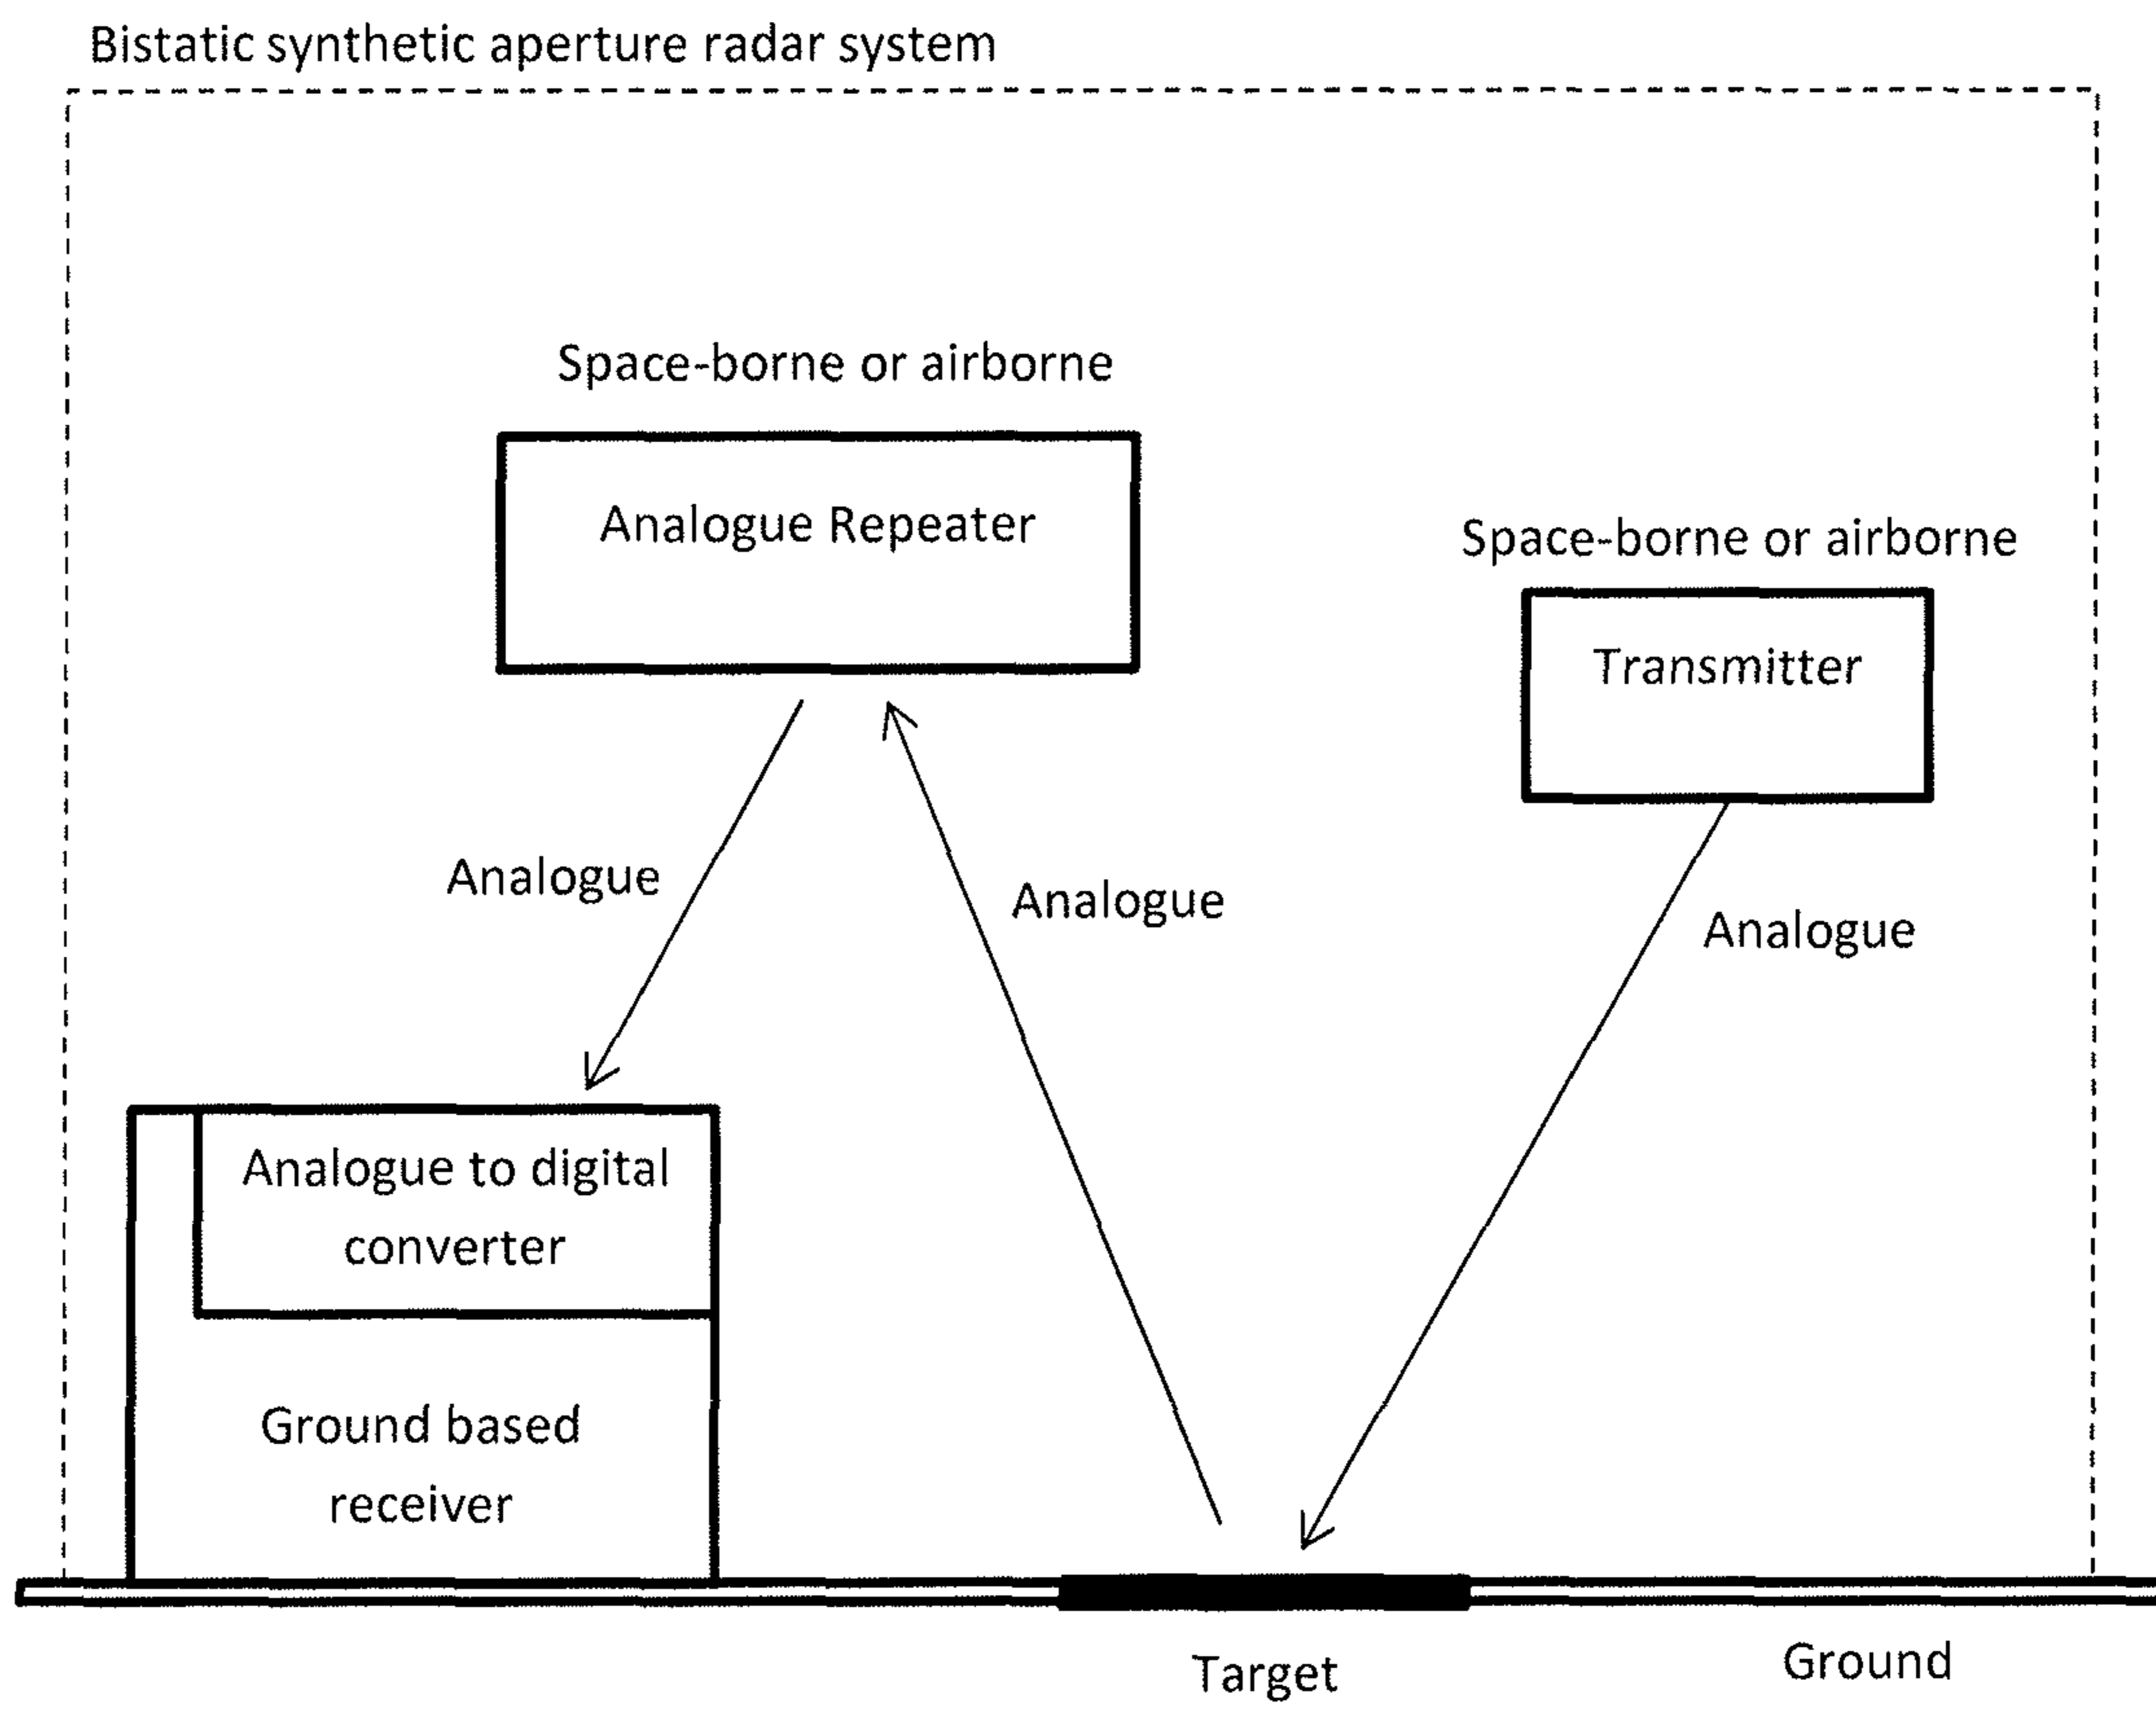 Bistatic synthetic aperture radar system
Space-borne or airborne
Analogue Repeater
Space-borne or airborne
Transmitter
Analogue
Analogue
Analogue
Analogue to digital
converter
Ground based
receiver
Target
Ground